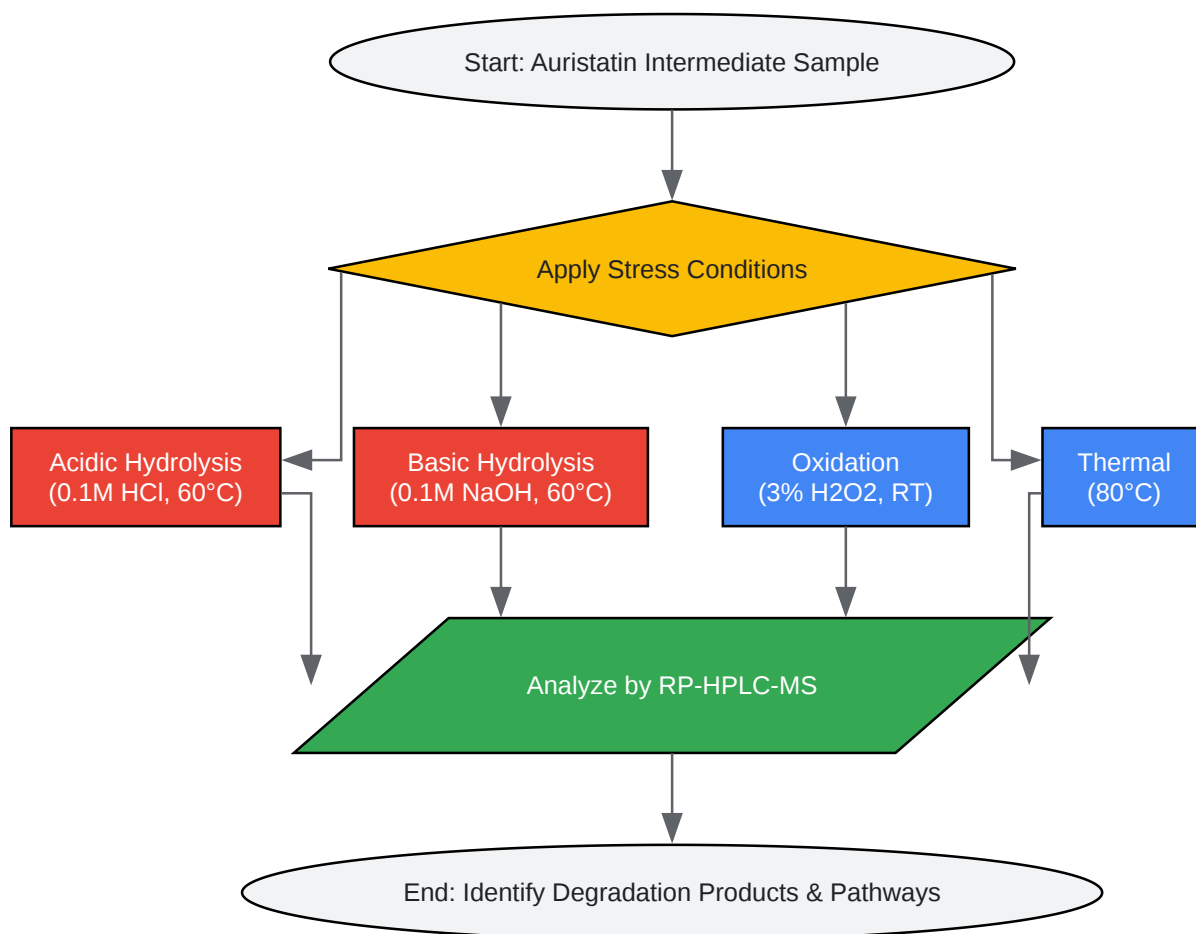 Start: Auristatin Intermediate Sample
Apply Stress Conditions
Acidic Hydrolysis
(0.1M HCl, 60°C)
Basic Hydrolysis
(0.1M NaOH, 60°C)
Oxidation
(3% H2O2, RT)
Thermal
(80°C)
Analyze by RP-HPLC-MS
End: Identify Degradation Products & Pathways